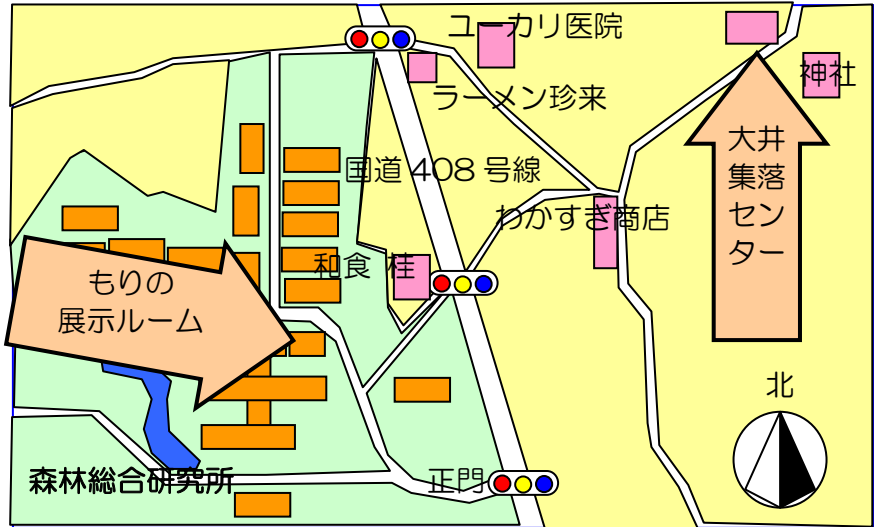 ユーカリ医院
神社
ラーメン珍来
大井
集落
セン
ター
国道 408 号線
わかすぎ商店
和食 桂
もりの
展示ルーム
北
森林総合研究所
正門